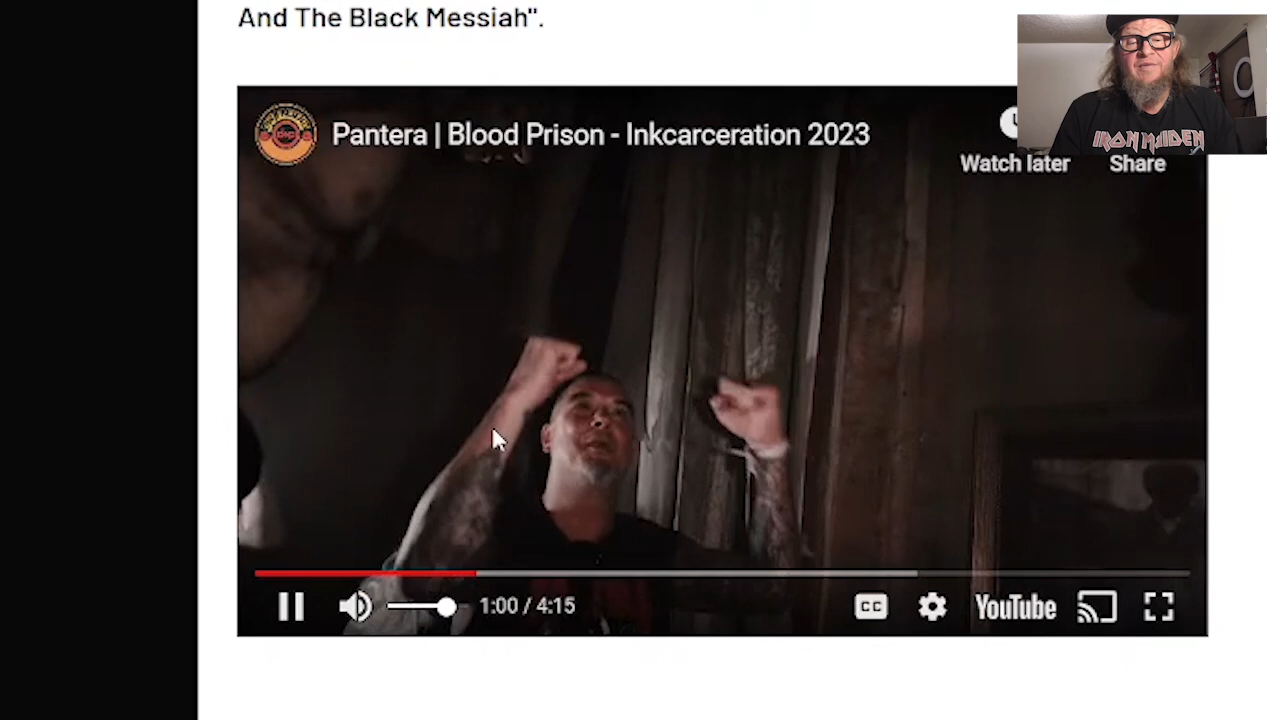 And The Black Messiah".
Pantera | Blood Prison - Inkcarceration 2023
Watch later
Share
IRON MAIDEN
1:00 / 4:15
CC
YouTube